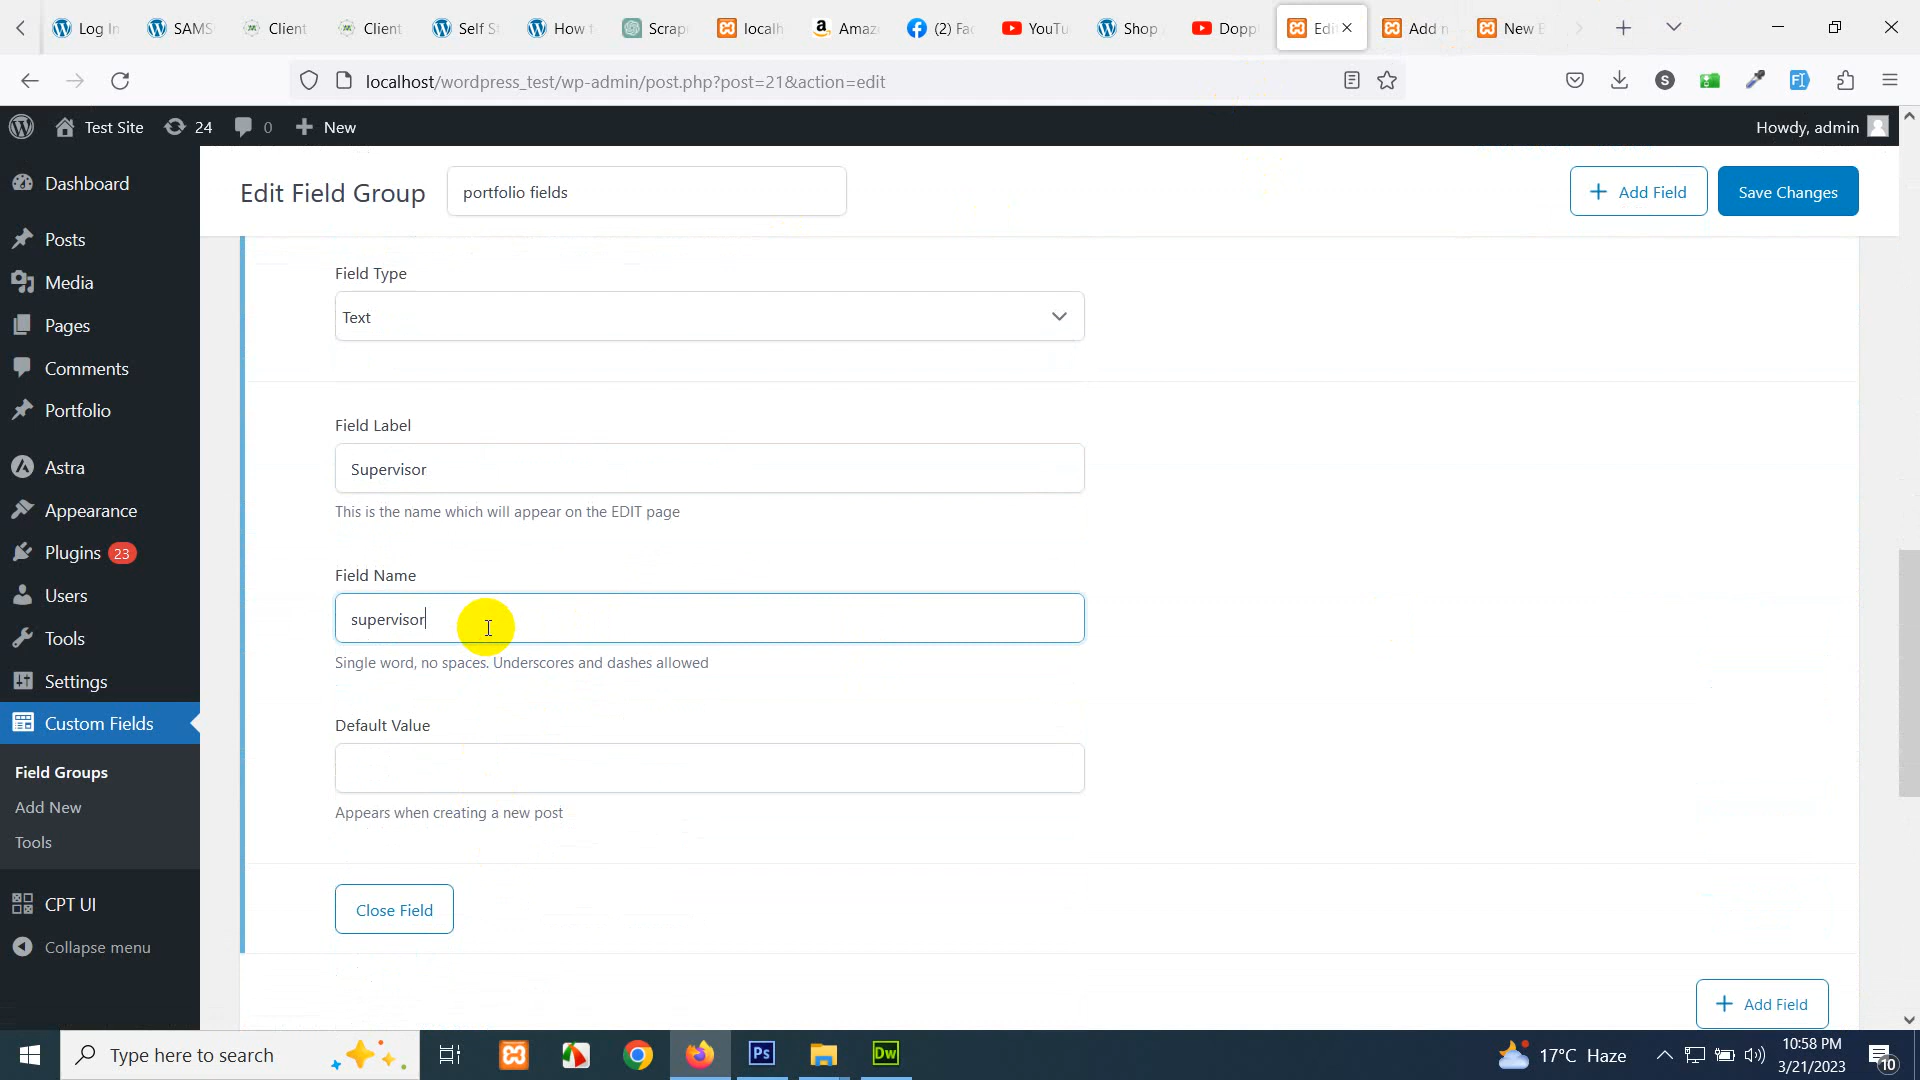 Log In
SAMS
Client
Client
Self S
How t
Scrap
localh
Amaz
(2) Fa
YouTu
Shop
Dopp
Edi
Add n
New E
localhost/wordpress_test/wp-admin/post.php?post=21&action=edit
Test Site
24
0
New
Howdy, admin
Dashboard
Posts
Media
Pages
Comments
Portfolio
Astra
Appearance
Plugins 23
Users
Tools
Settings
Custom Fields
Field Groups
Add New
Tools
CPT UI
Collapse menu
Edit Field Group
portfolio fields
Add Field
Save Changes
Field Type
Text
Field Label
Supervisor
This is the name which will appear on the EDIT page
Field Name
supervisor
Single word, no spaces. Underscores and dashes allowed
Default Value
Appears when creating a new post
Close Field
Add Field
Type here to search
Ps
Dw
17°C Haze
10:58 PM
3/21/2023
10